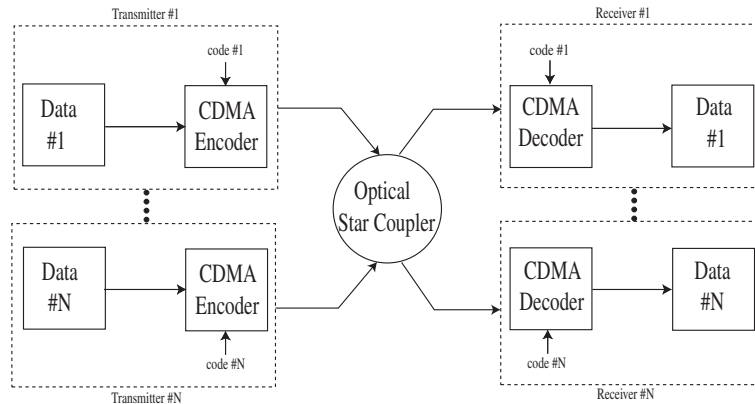 Transmitter #1
code #1
Data
#1
CDMA
Encoder
Receiver #1
code #1
CDMA
Decoder
Data
#1
Optical
Star Coupler
Data
#N
CDMA
Encoder
code #N
Transmitter #N
CDMA
Decoder
Data
#N
code #N
Receiver #N